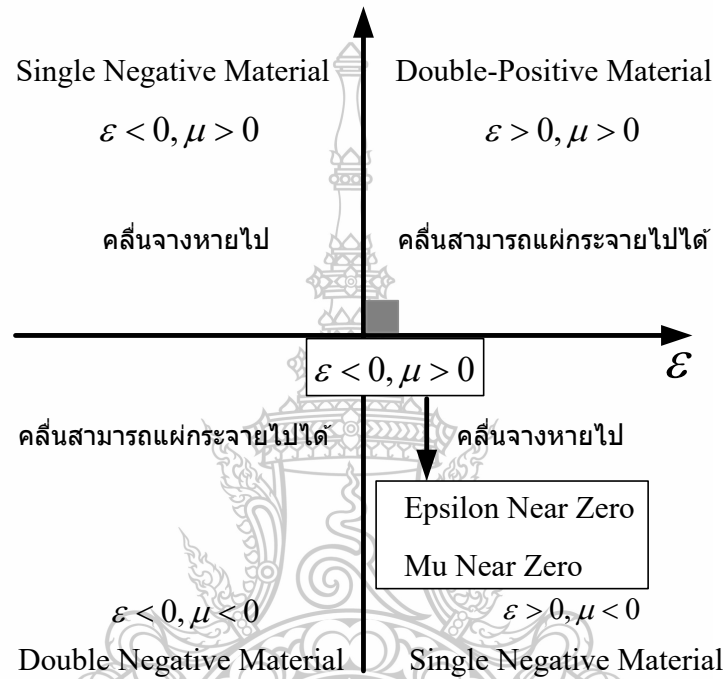 Single Negative Material
ε < 0, μ > 0
คลื่นจางหายไป
Double-Positive Material
ε > 0, μ > 0
คลื่นสามารถแผ่กระจายไปได้
ε
ε < 0, μ > 0
คลื่นสามารถแผ่กระจายไปได้
ε < 0, μ < 0
Double Negative Material
คลื่นจางหายไป
Epsilon Near Zero
Mu Near Zero
ε > 0, μ < 0
Single Negative Material